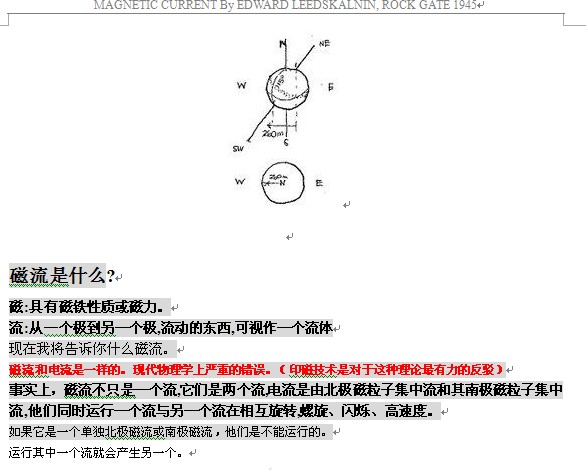 MAGNETIC CURRENT By EDWARD LEEDSKALNIN, ROCK GATE 1945
N
NE
W
E
260m
S
SW
W
N
E
磁流是什么?
磁:具有磁铁性质或磁力。
流:从一个极到另一个极,流动的东西,可视作一个流体
现在我将告诉你什么磁流。
磁流和电流是一样的。现代物理学上严重的错误。（ 印磁技术是对于这种理论最有力的反驳）
事实上，磁流不只是一个流,它们是两个流,电流是由北极磁粒子集中流和其南极磁粒子集中
流,他们同时运行一个流与另一个流在相互旋转,螺旋、闪烁、高速度。
如果它是一个单独北极磁流或南极磁流，他们是不能运行的。
运行其中一个流就会产生另一个。